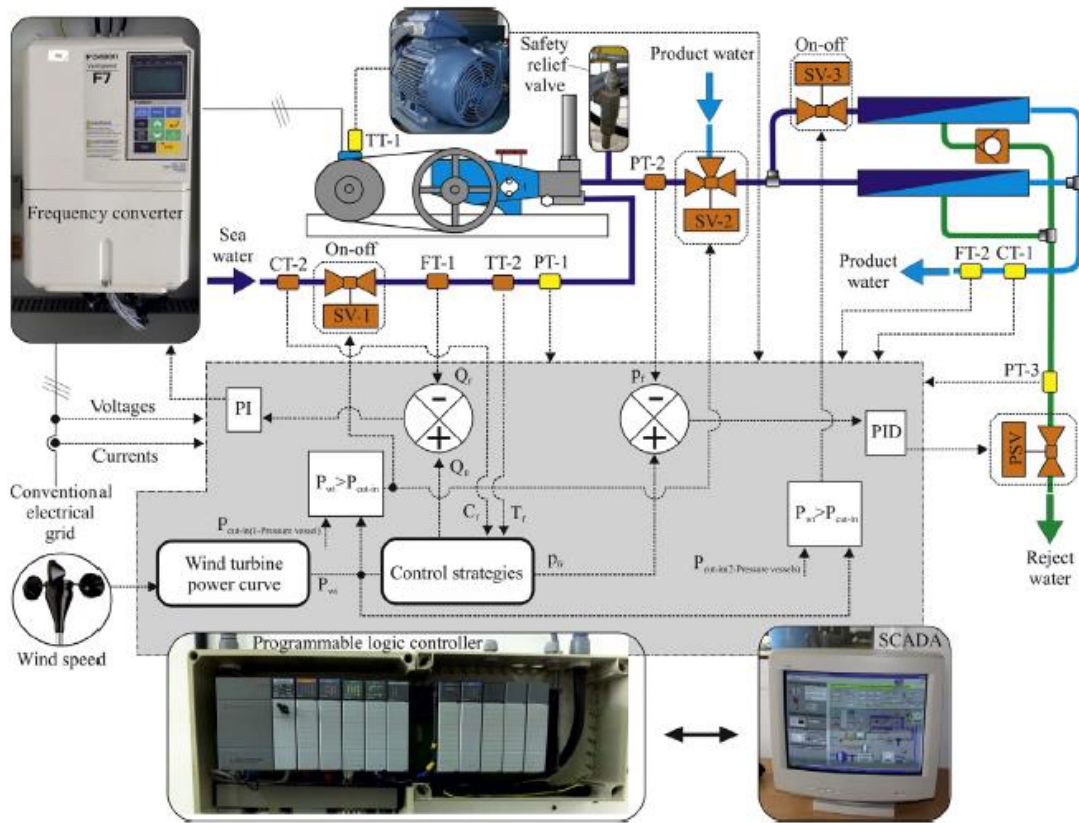 F7
Frequency converter
TT-1
Safety
relief
valve
Product water
On-off
SV-3
PT-2
SV-2
Sea
water
CT-2
On-off
SV-1
FT-1
TT-2
PT-1
Product
water
FT-2
CT-1
PT-3
PSV
Reject
water
Voltages
Currents
Conventional
electrical
grid
PI
Qf
−
+
pf
−
+
PID
Pwt>Pcut-in
Pcut-in(1-Pressure vessel)
Cf
Tf
Pwt>Pcut-in
Pcut-in(2-Pressure vessels)
Wind turbine
power curve
Pwt
Control strategies
Wind speed
Programmable logic controller
SCADA